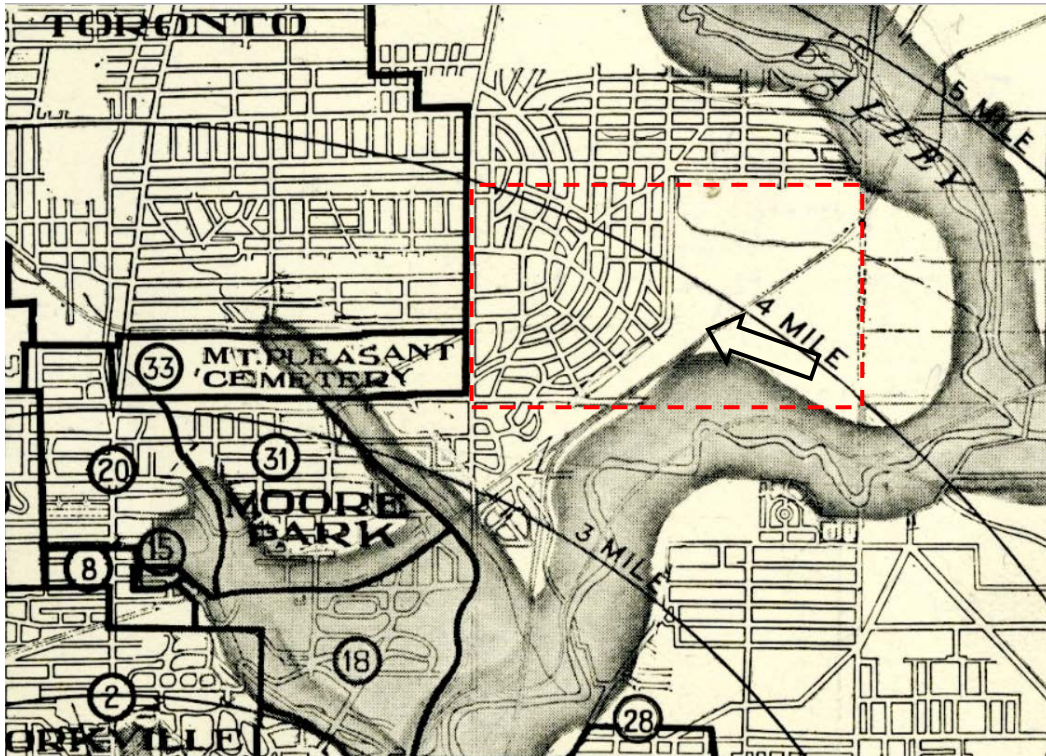 TORONTO
VALLEY
5 MILE
4 MILE
33
MT. PLEASANT
CEMETERY
20
31
MOORE
PARK
3 MILE
15
8
18
2
28
ORKVILLE